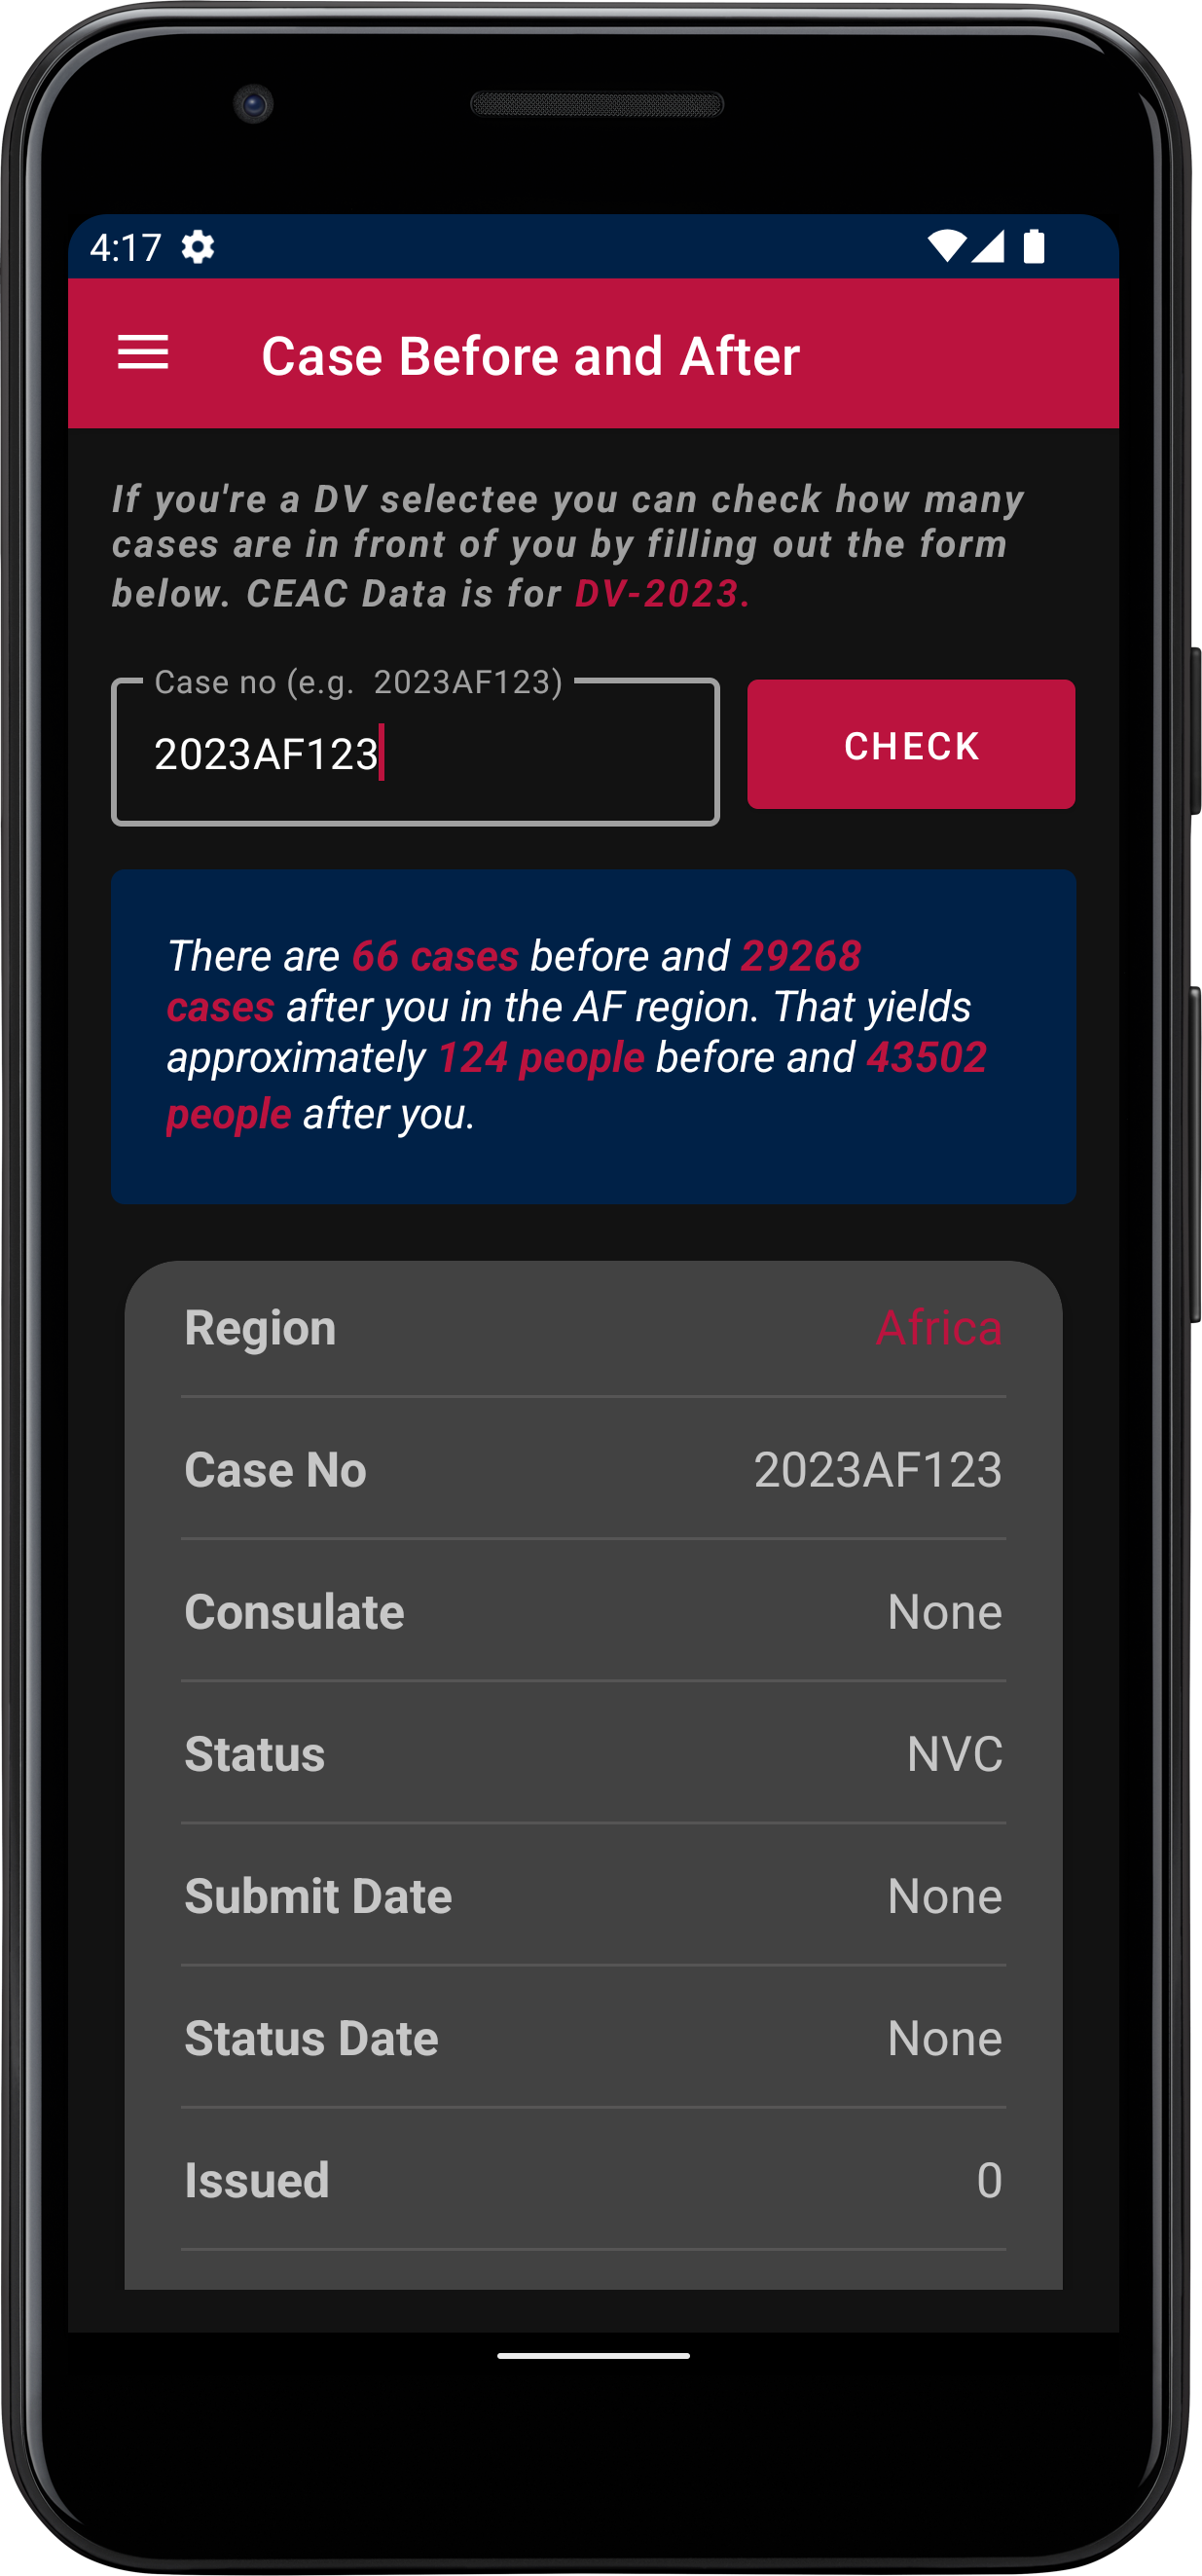 4:17
Case Before and After
If you're a DV selectee you can check how many
cases are in front of you by filling out the form
below. CEAC Data is for DV-2023.
Case no (e.g.  2023AF123)
2023AF123
CHECK
There are 66 cases before and 29268
cases after you in the AF region. That yields
approximately 124 people before and 43502
people after you.
Region Africa
Case No 2023AF123
Consulate None
Status NVC
Submit Date None
Status Date None
Issued 0